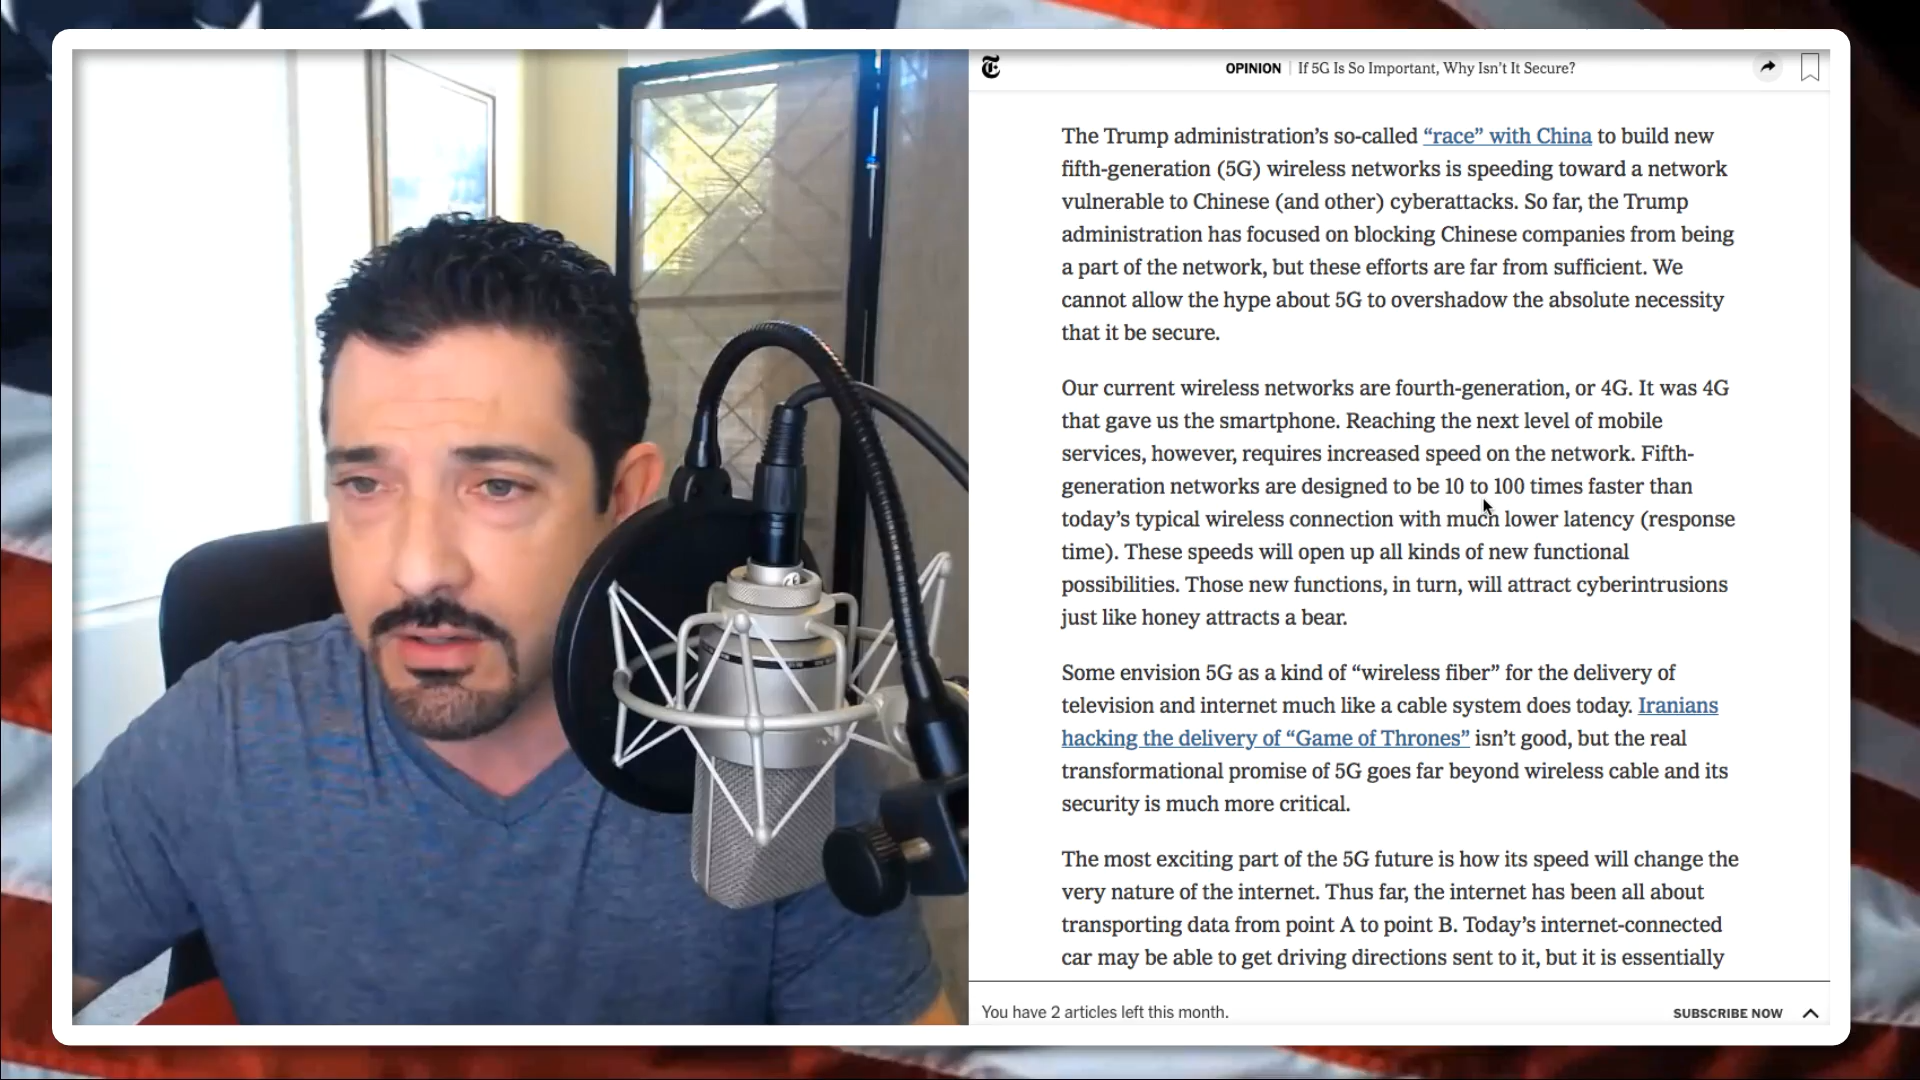 OPINION | If 5G Is So Important, Why Isn't It Secure?
The Trump administration's so-called “race” with China to build new
fifth-generation (5G) wireless networks is speeding toward a network
vulnerable to Chinese (and other) cyberattacks. So far, the Trump
administration has focused on blocking Chinese companies from being
a part of the network, but these efforts are far from sufficient. We
cannot allow the hype about 5G to overshadow the absolute necessity
that it be secure.
Our current wireless networks are fourth-generation, or 4G. It was 4G
that gave us the smartphone. Reaching the next level of mobile
services, however, requires increased speed on the network. Fifth-
generation networks are designed to be 10 to 100 times faster than
today’s typical wireless connection with much lower latency (response
time). These speeds will open up all kinds of new functional
possibilities. Those new functions, in turn, will attract cyberintrusions
just like honey attracts a bear.
Some envision 5G as a kind of “wireless fiber” for the delivery of
television and internet much like a cable system does today. Iranians
hacking the delivery of “Game of Thrones” isn’t good, but the real
transformational promise of 5G goes far beyond wireless cable and its
security is much more critical.
The most exciting part of the 5G future is how its speed will change the
very nature of the internet. Thus far, the internet has been all about
transporting data from point A to point B. Today’s internet-connected
car may be able to get driving directions sent to it, but it is essentially
You have 2 articles left this month.
SUBSCRIBE NOW